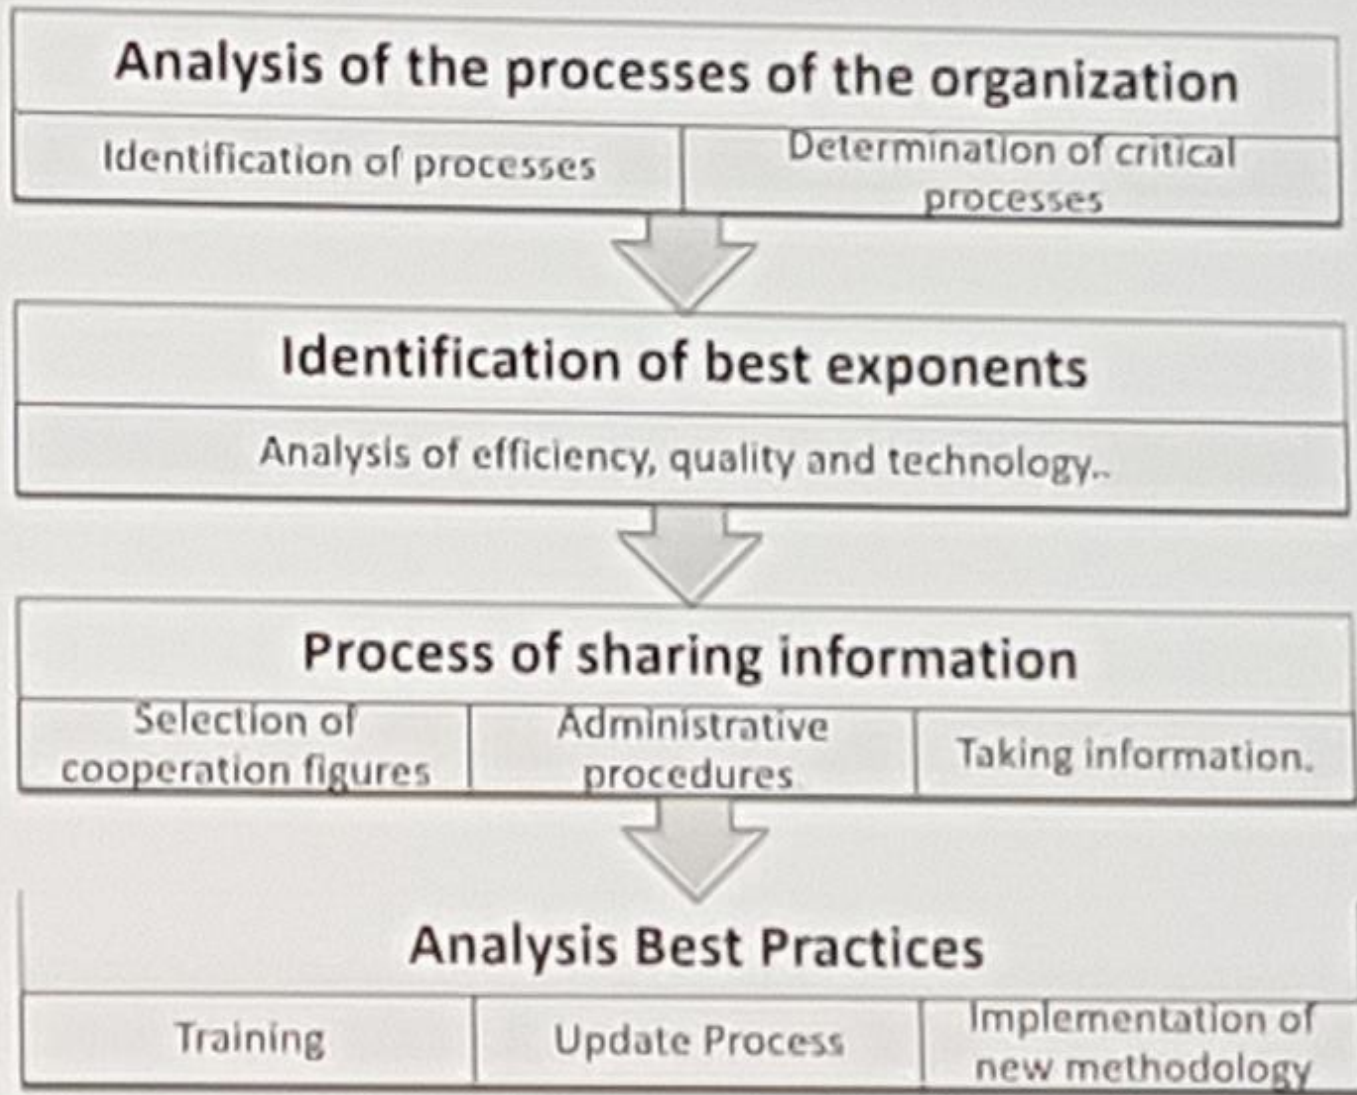 Analysis of the processes of the organization
Identification of processes
Determination of critical
processes
Identification of best exponents
Analysis of efficiency, quality and technology..
Process of sharing information
Selection of
cooperation figures
Administrative
procedures
Taking information.
Analysis Best Practices
Training
Update Process
Implementation of
new methodology